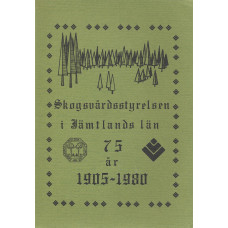 Skogsvårdsstyrelsen
i Jämtlands län
75
år
1905-1980